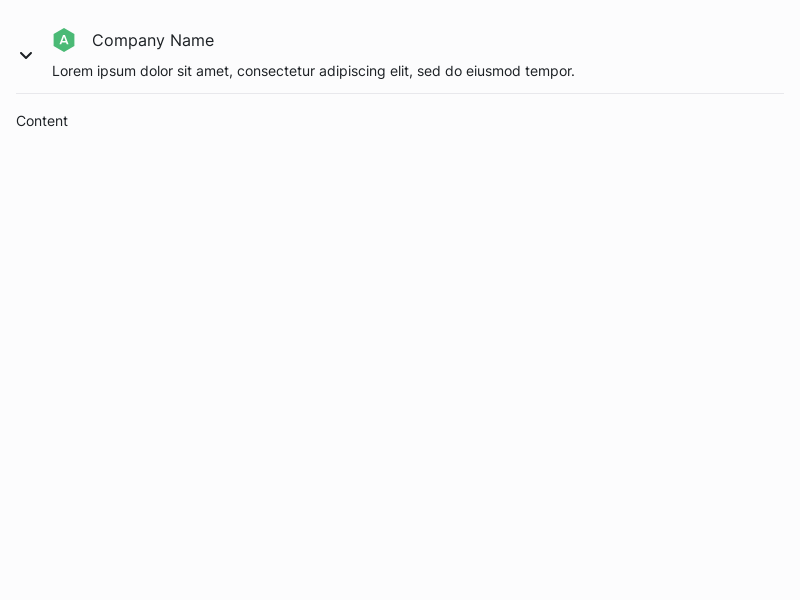 A Company Name
Lorem ipsum dolor sit amet, consectetur adipiscing elit, sed do eiusmod tempor.
Content